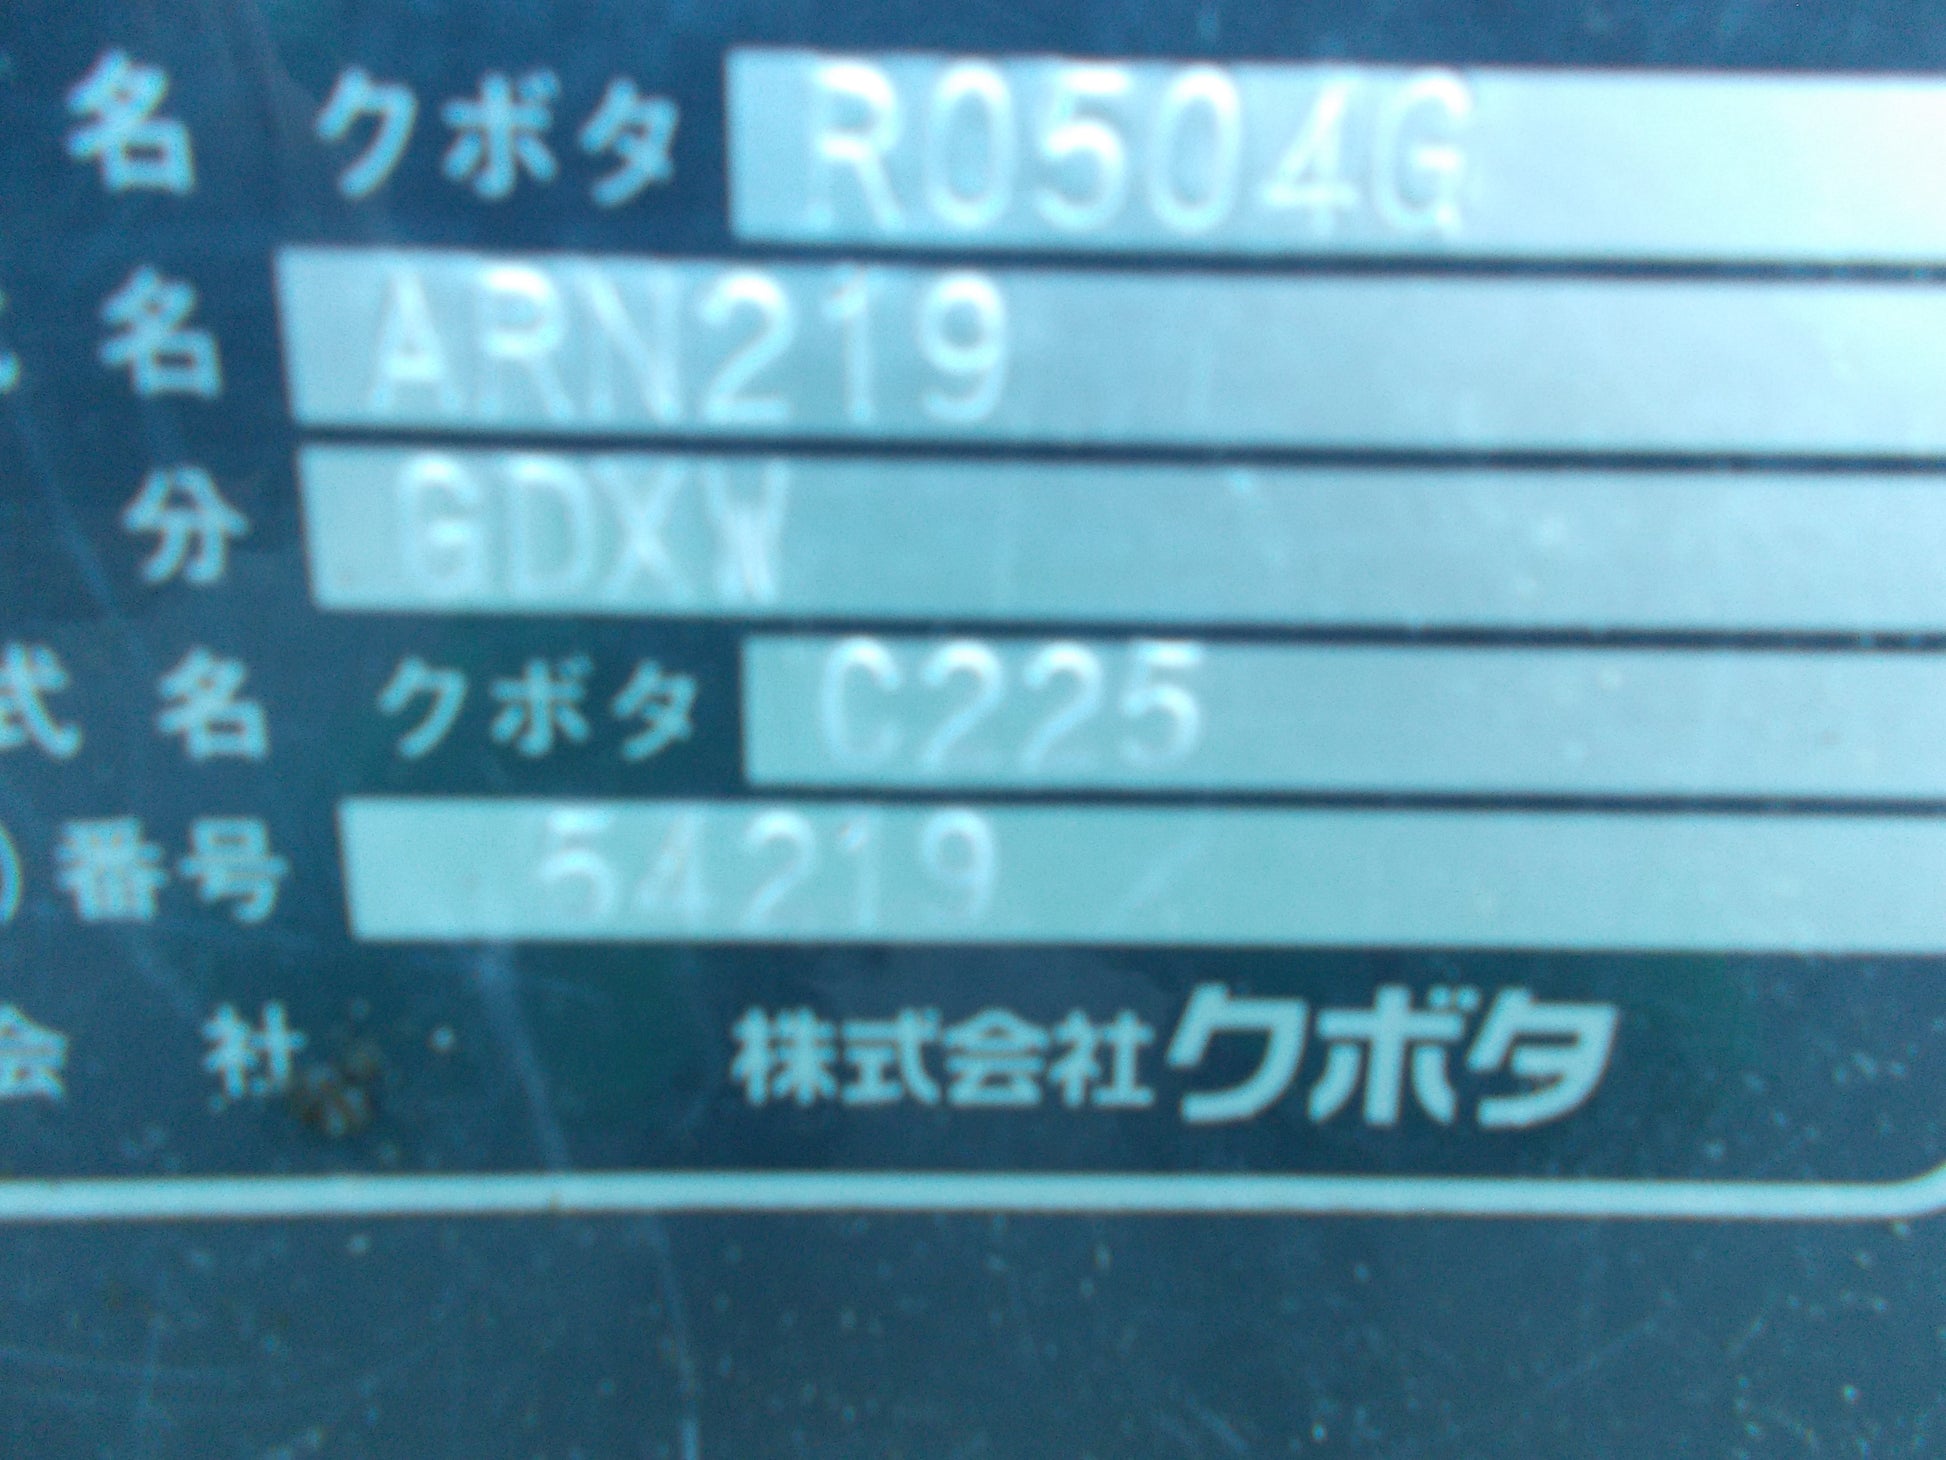 名 クボタ R0504G
名 ARN219
分 GDXW
式名 クボタ C225
番号 54219
会社 株式会社クボタ